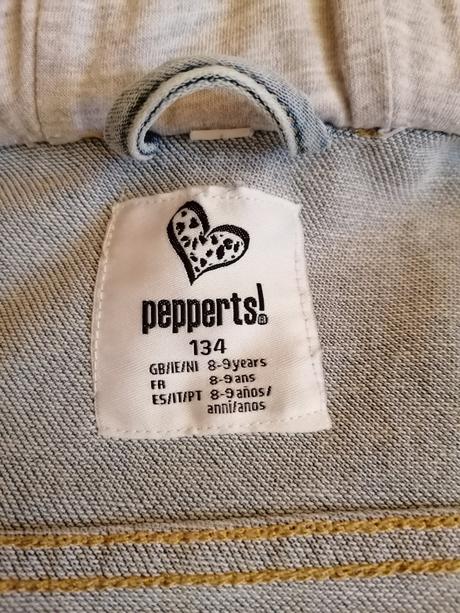 pepperts!®
134
GB/IE/NI 8-9years
FR 8-9ans
ES/IT/PT 8-9años/
anni/anos